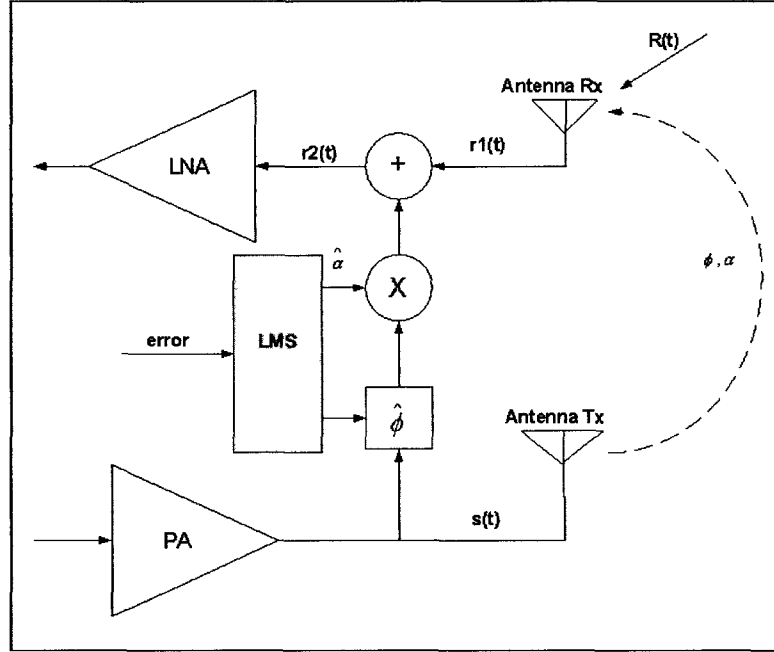 R(t)
Antenna Rx
r1(t)
r2(t)
+
LNA
α̂
ϕ, α
X
LMS
error
ϕ̂
Antenna Tx
s(t)
PA